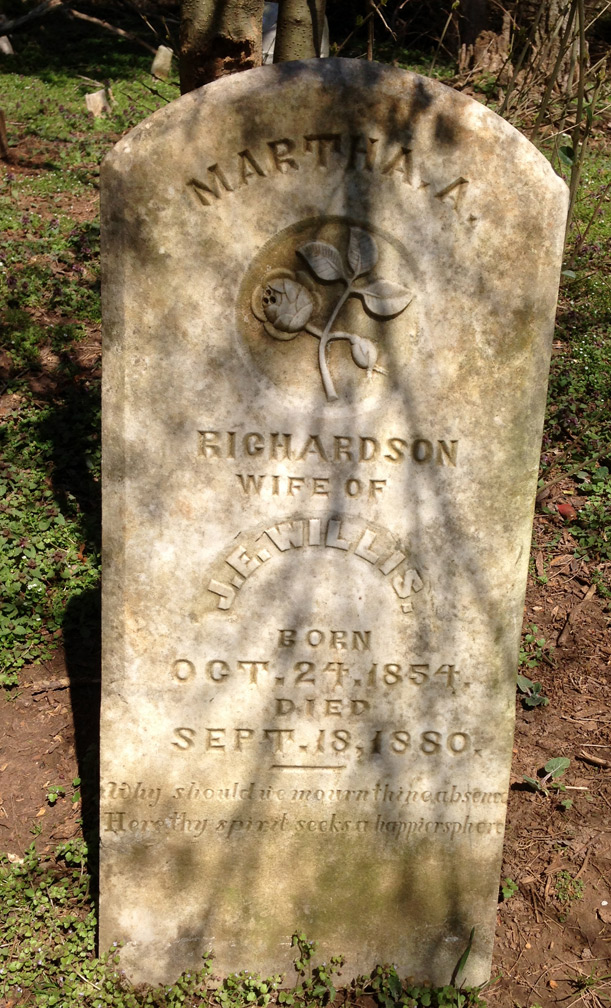 MARTHA. A.
RICHARDSON
WIFE OF
J.E. WILLIS.
BORN
OCT. 24, 1854.
DIED
SEPT. 18, 1880.
Why should we mourn thine absence
Here thy spirit seeks a happier sphere